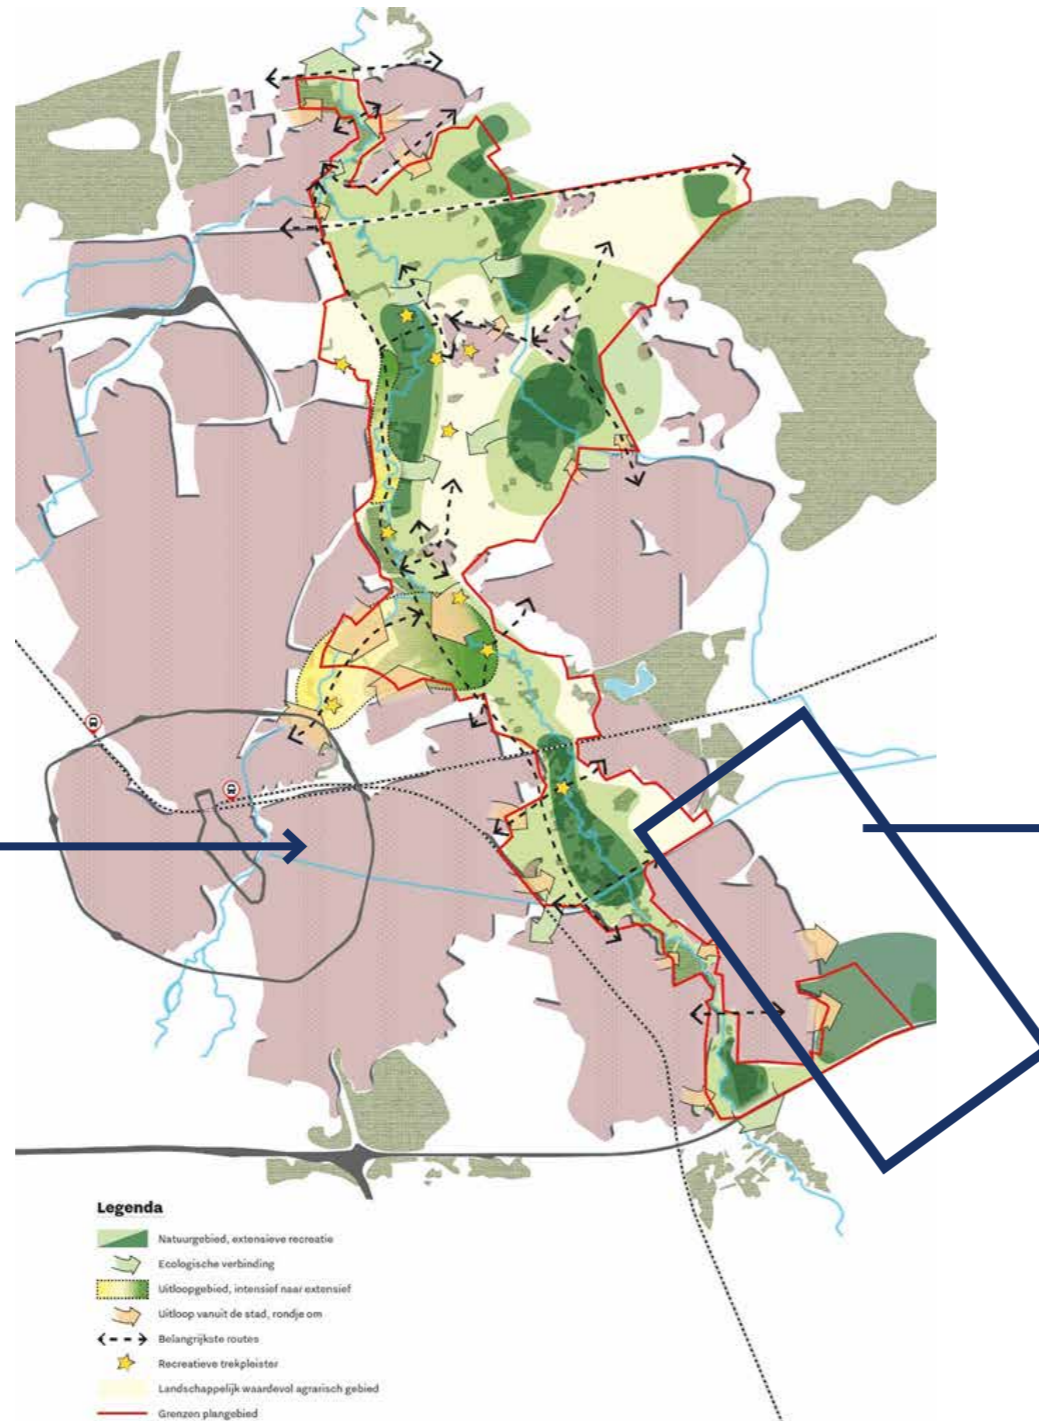 Legenda
Natuurgebied, extensieve recreatie
Ecologische verbinding
Uitloopgebied, intensief naar extensief
Uitloop vanuit de stad, rondje om
Belangrijkste routes
Recreatieve trekpleister
Landschappelijk waardevol agrarisch gebied
Grenzen plangebied